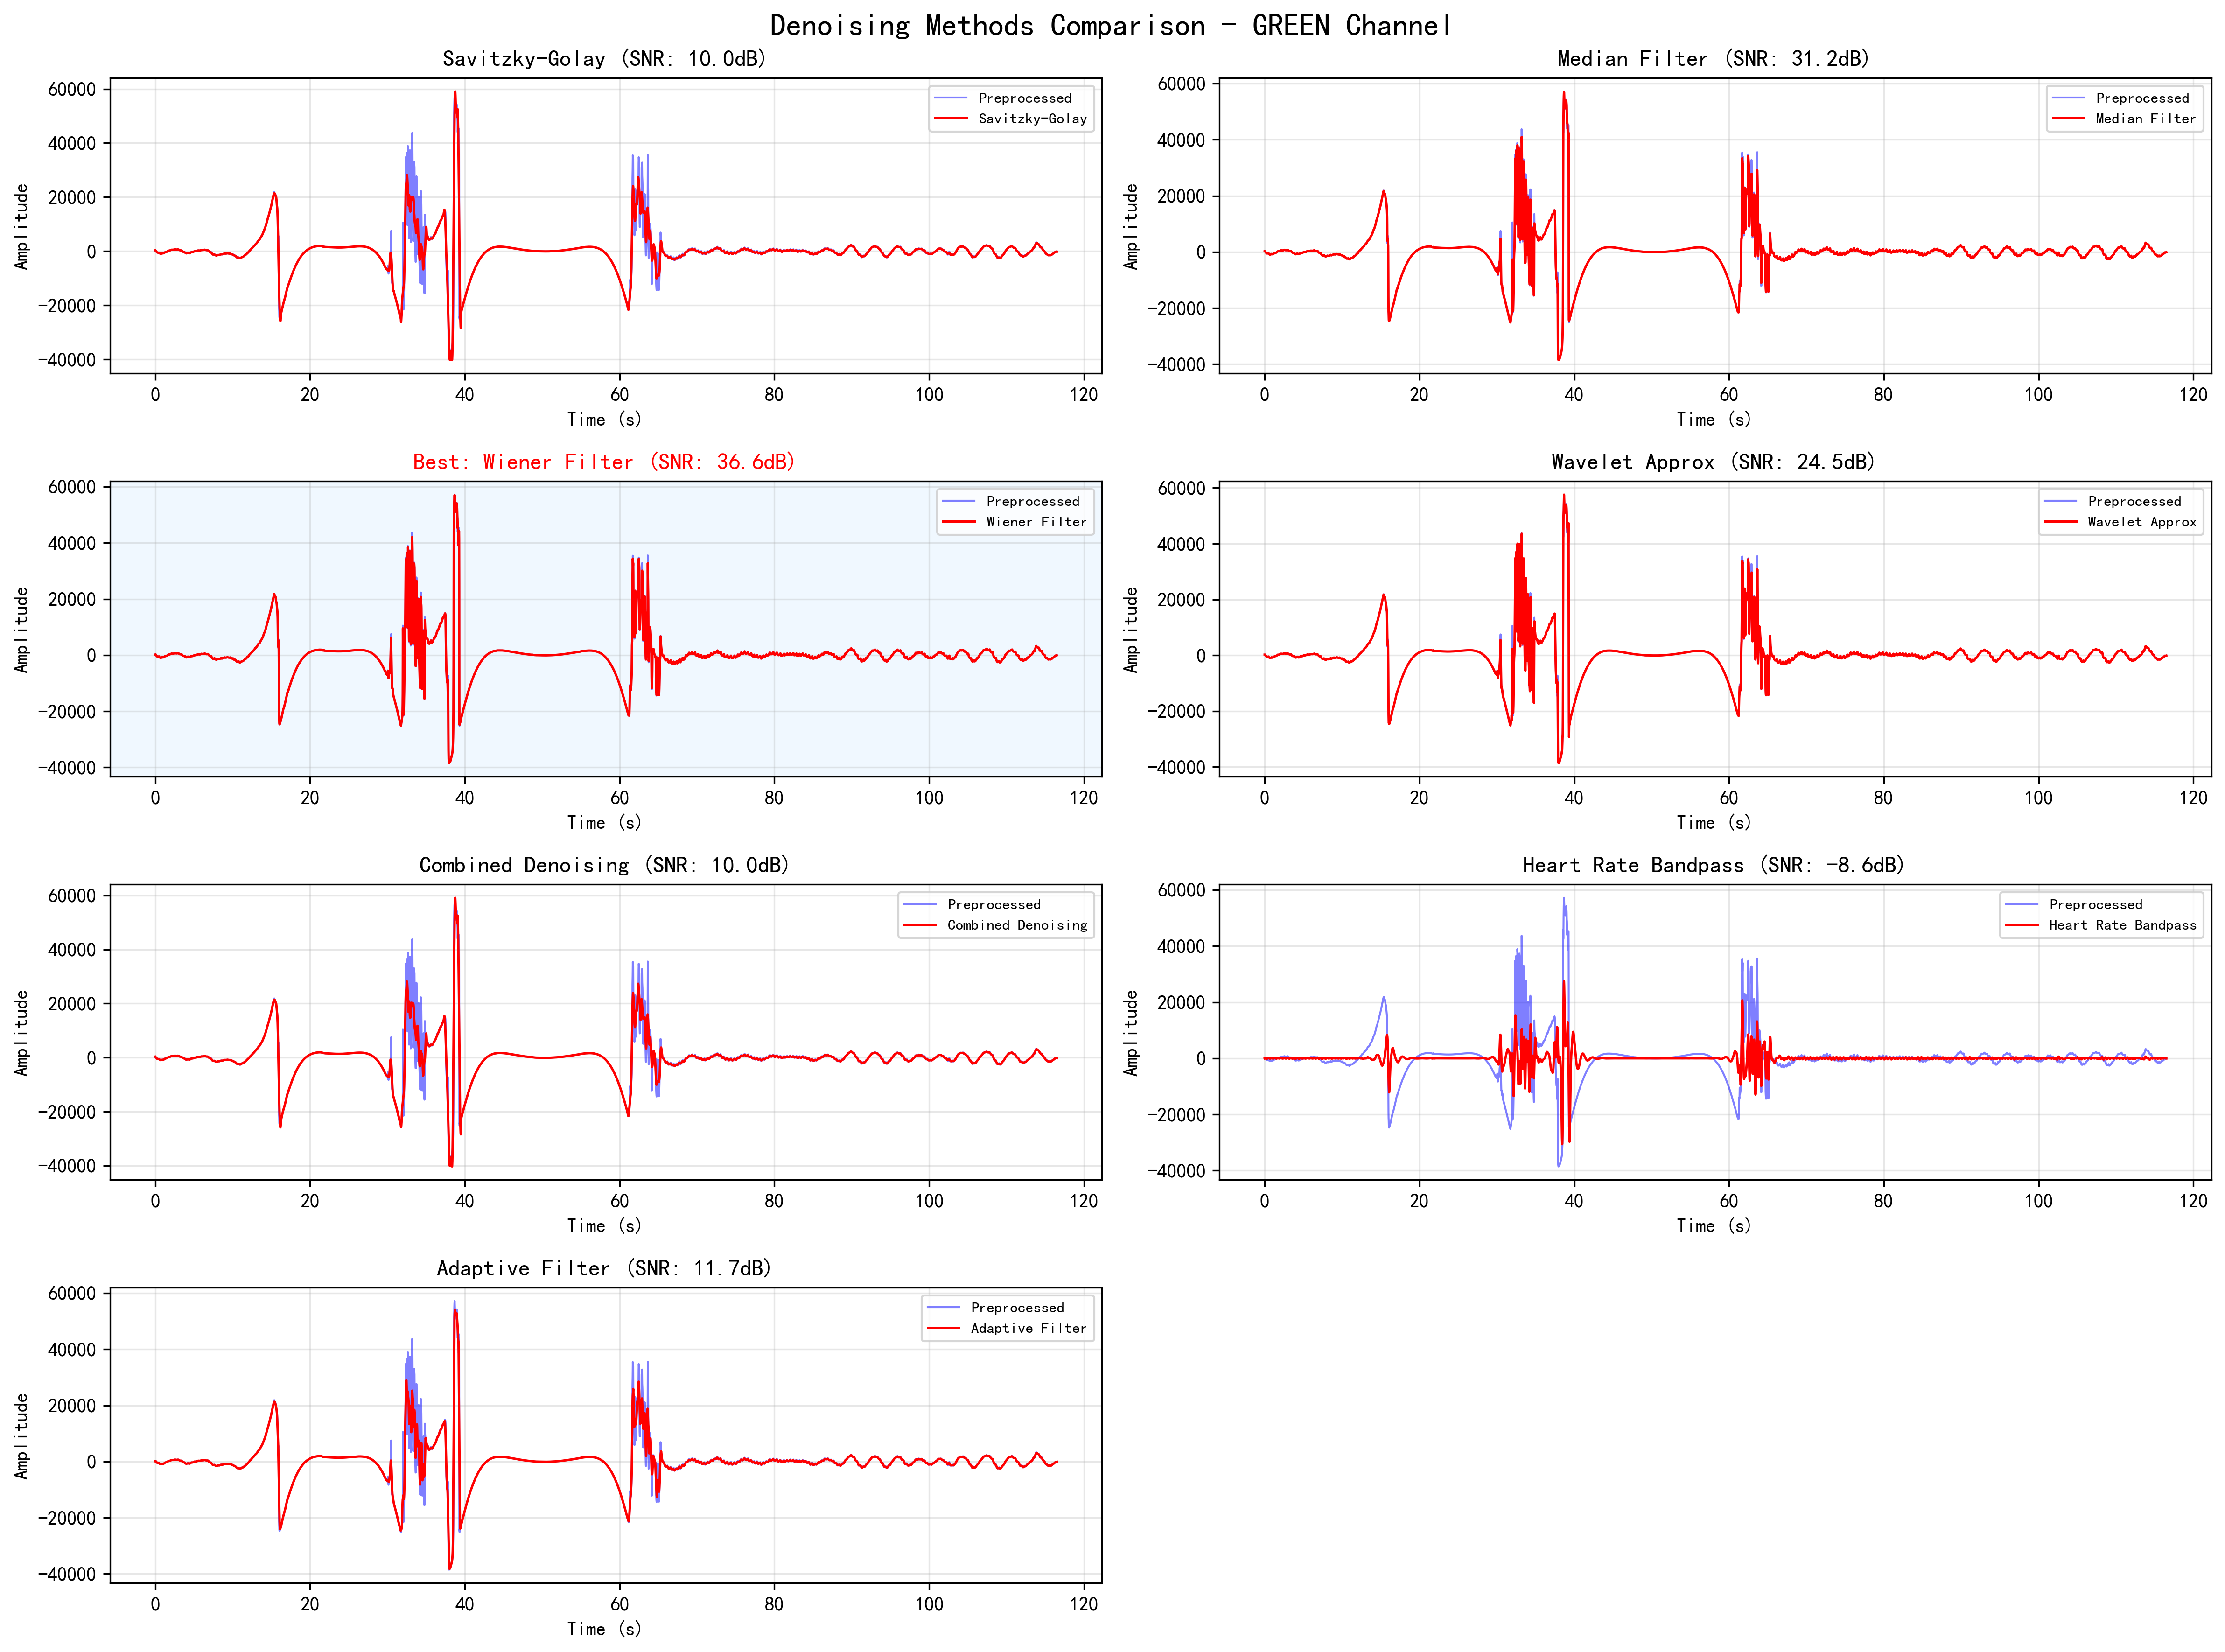 Denoising Methods Comparison - GREEN Channel
Savitzky-Golay (SNR: 10.0dB)
60000
40000
20000
0
−20000
−40000
Amplitude
0 20 40 60 80 100 120
Time (s)
Preprocessed
Savitzky-Golay
Median Filter (SNR: 31.2dB)
60000
40000
20000
0
−20000
−40000
Amplitude
0 20 40 60 80 100 120
Time (s)
Preprocessed
Median Filter
Best: Wiener Filter (SNR: 36.6dB)
60000
40000
20000
0
−20000
−40000
Amplitude
0 20 40 60 80 100 120
Time (s)
Preprocessed
Wiener Filter
Wavelet Approx (SNR: 24.5dB)
60000
40000
20000
0
−20000
−40000
Amplitude
0 20 40 60 80 100 120
Time (s)
Preprocessed
Wavelet Approx
Combined Denoising (SNR: 10.0dB)
60000
40000
20000
0
−20000
−40000
Amplitude
0 20 40 60 80 100 120
Time (s)
Preprocessed
Combined Denoising
Heart Rate Bandpass (SNR: -8.6dB)
60000
40000
20000
0
−20000
−40000
Amplitude
0 20 40 60 80 100 120
Time (s)
Preprocessed
Heart Rate Bandpass
Adaptive Filter (SNR: 11.7dB)
60000
40000
20000
0
−20000
−40000
Amplitude
0 20 40 60 80 100 120
Time (s)
Preprocessed
Adaptive Filter